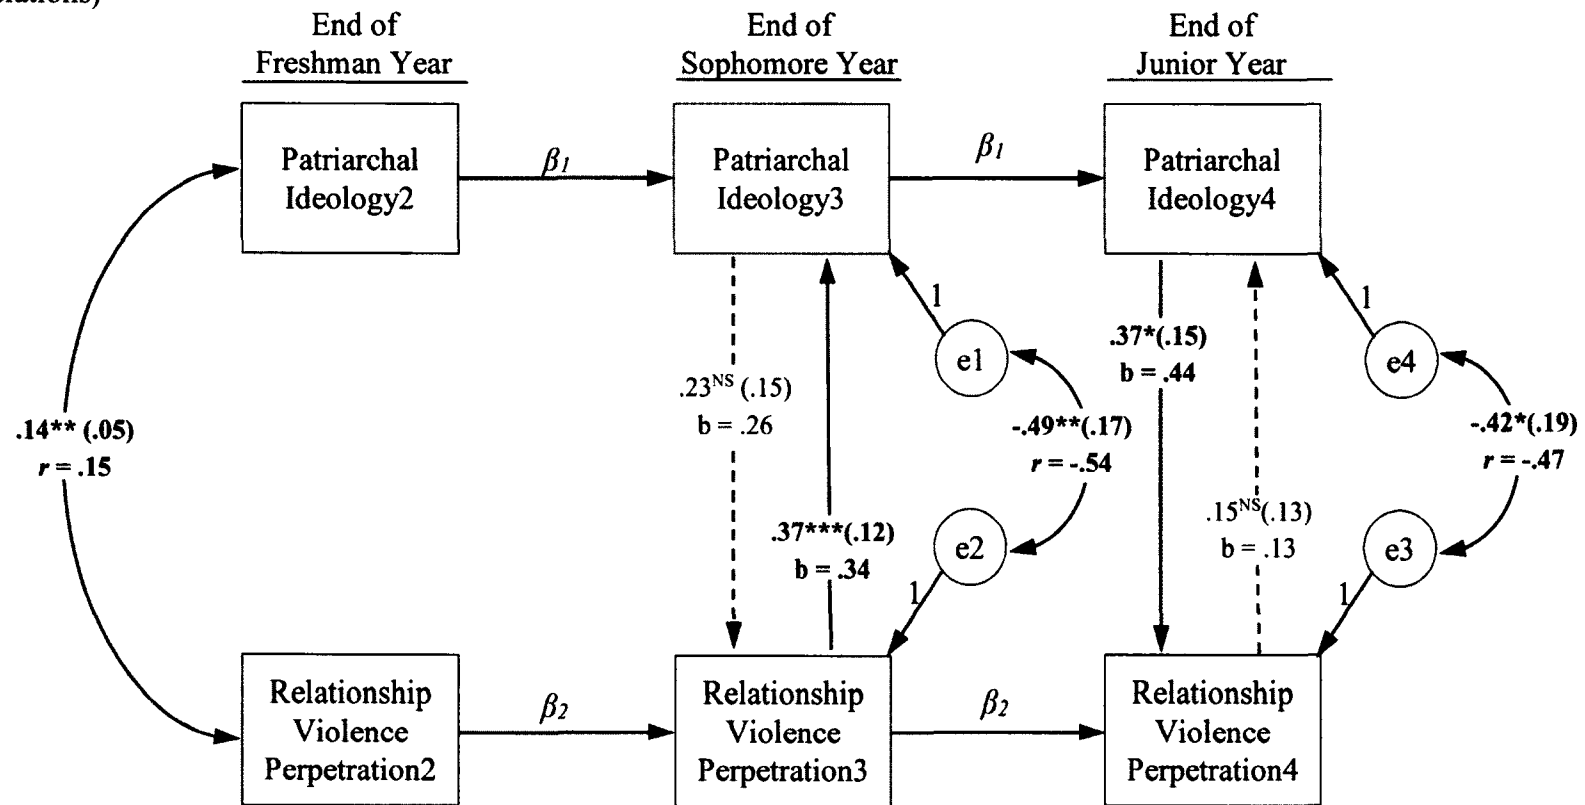 End of
Freshman Year
End of
Sophomore Year
End of
Junior Year
Patriarchal
Ideology2
β1
Patriarchal
Ideology3
β1
Patriarchal
Ideology4
.14** (.05)
r = .15
.23NS (.15)
b = .26
.37***(.12)
b = .34
1
e1
-.49**(.17)
r = -.54
e2
1
.37*(.15)
b = .44
.15NS(.13)
b = .13
1
e4
-.42*(.19)
r = -.47
e3
1
Relationship
Violence
Perpetration2
β2
Relationship
Violence
Perpetration3
β2
Relationship
Violence
Perpetration4